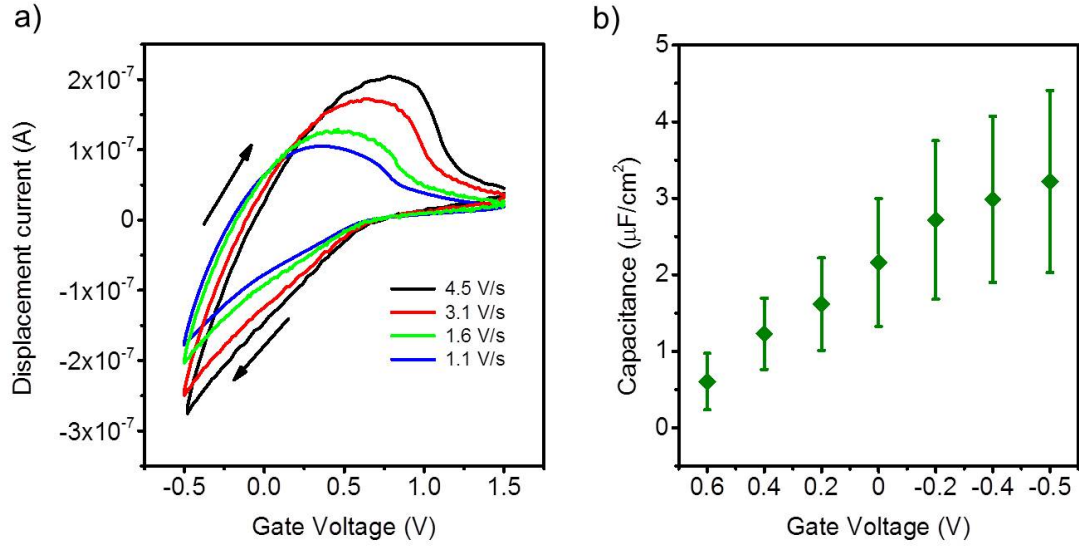 a)
Displacement current (A)
2x10⁻⁷
1x10⁻⁷
0
-1x10⁻⁷
-2x10⁻⁷
-3x10⁻⁷
4.5 V/s
3.1 V/s
1.6 V/s
1.1 V/s
-0.5 0.0 0.5 1.0 1.5
Gate Voltage (V)
b)
Capacitance (μF/cm²)
5
4
3
2
1
0
0.6 0.4 0.2 0 -0.2 -0.4 -0.5
Gate Voltage (V)